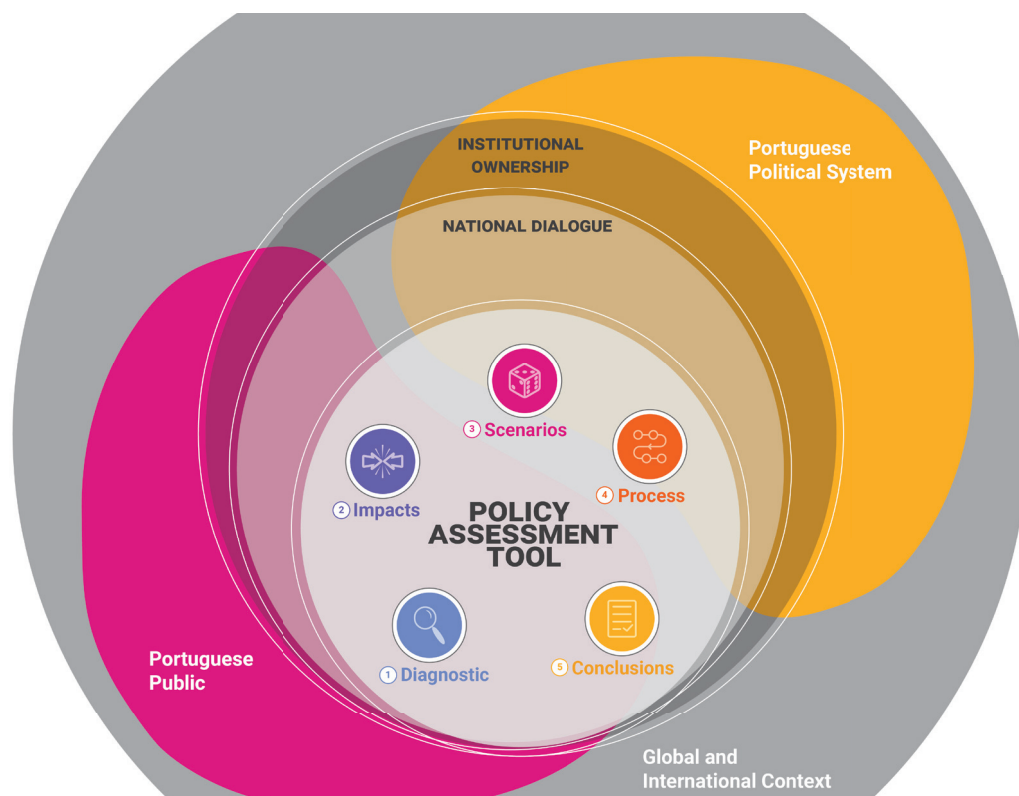 INSTITUTIONAL
OWNERSHIP
Portuguese
Political System
NATIONAL DIALOGUE
3 Scenarios
4 Process
2 Impacts
POLICY
ASSESSMENT
TOOL
1 Diagnostic
5 Conclusions
Portuguese
Public
Global and
International Context